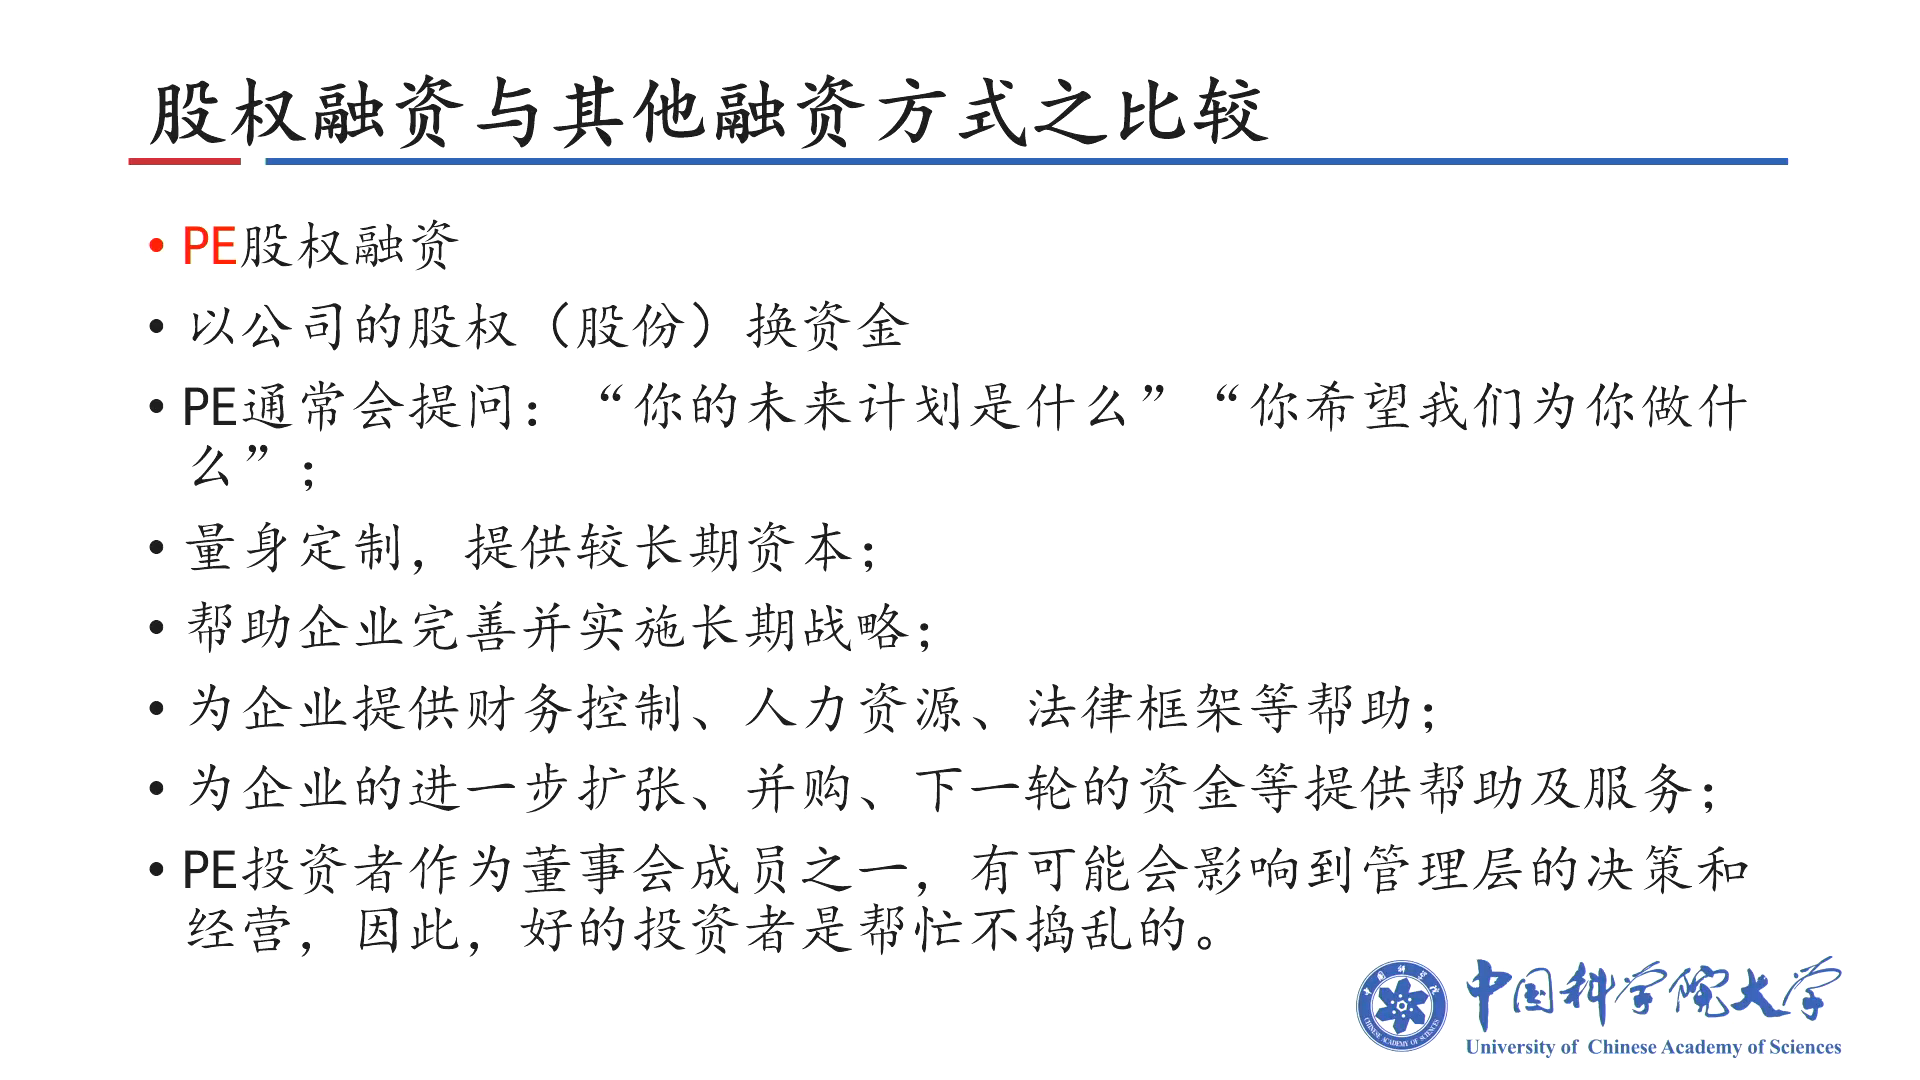 股权融资与其他融资方式之比较
• PE股权融资
• 以公司的股权（股份）换资金
• PE通常会提问：“你的未来计划是什么”“你希望我们为你做什
么”；
• 量身定制，提供较长期资本；
• 帮助企业完善并实施长期战略；
• 为企业提供财务控制、人力资源、法律框架等帮助；
• 为企业的进一步扩张、并购、下一轮的资金等提供帮助及服务；
• PE投资者作为董事会成员之一，有可能会影响到管理层的决策和
经营，因此，好的投资者是帮忙不捣乱的。
中国科学院
CHINESE ACADEMY OF SCIENCES
中国科学院大学
University of Chinese Academy of Sciences